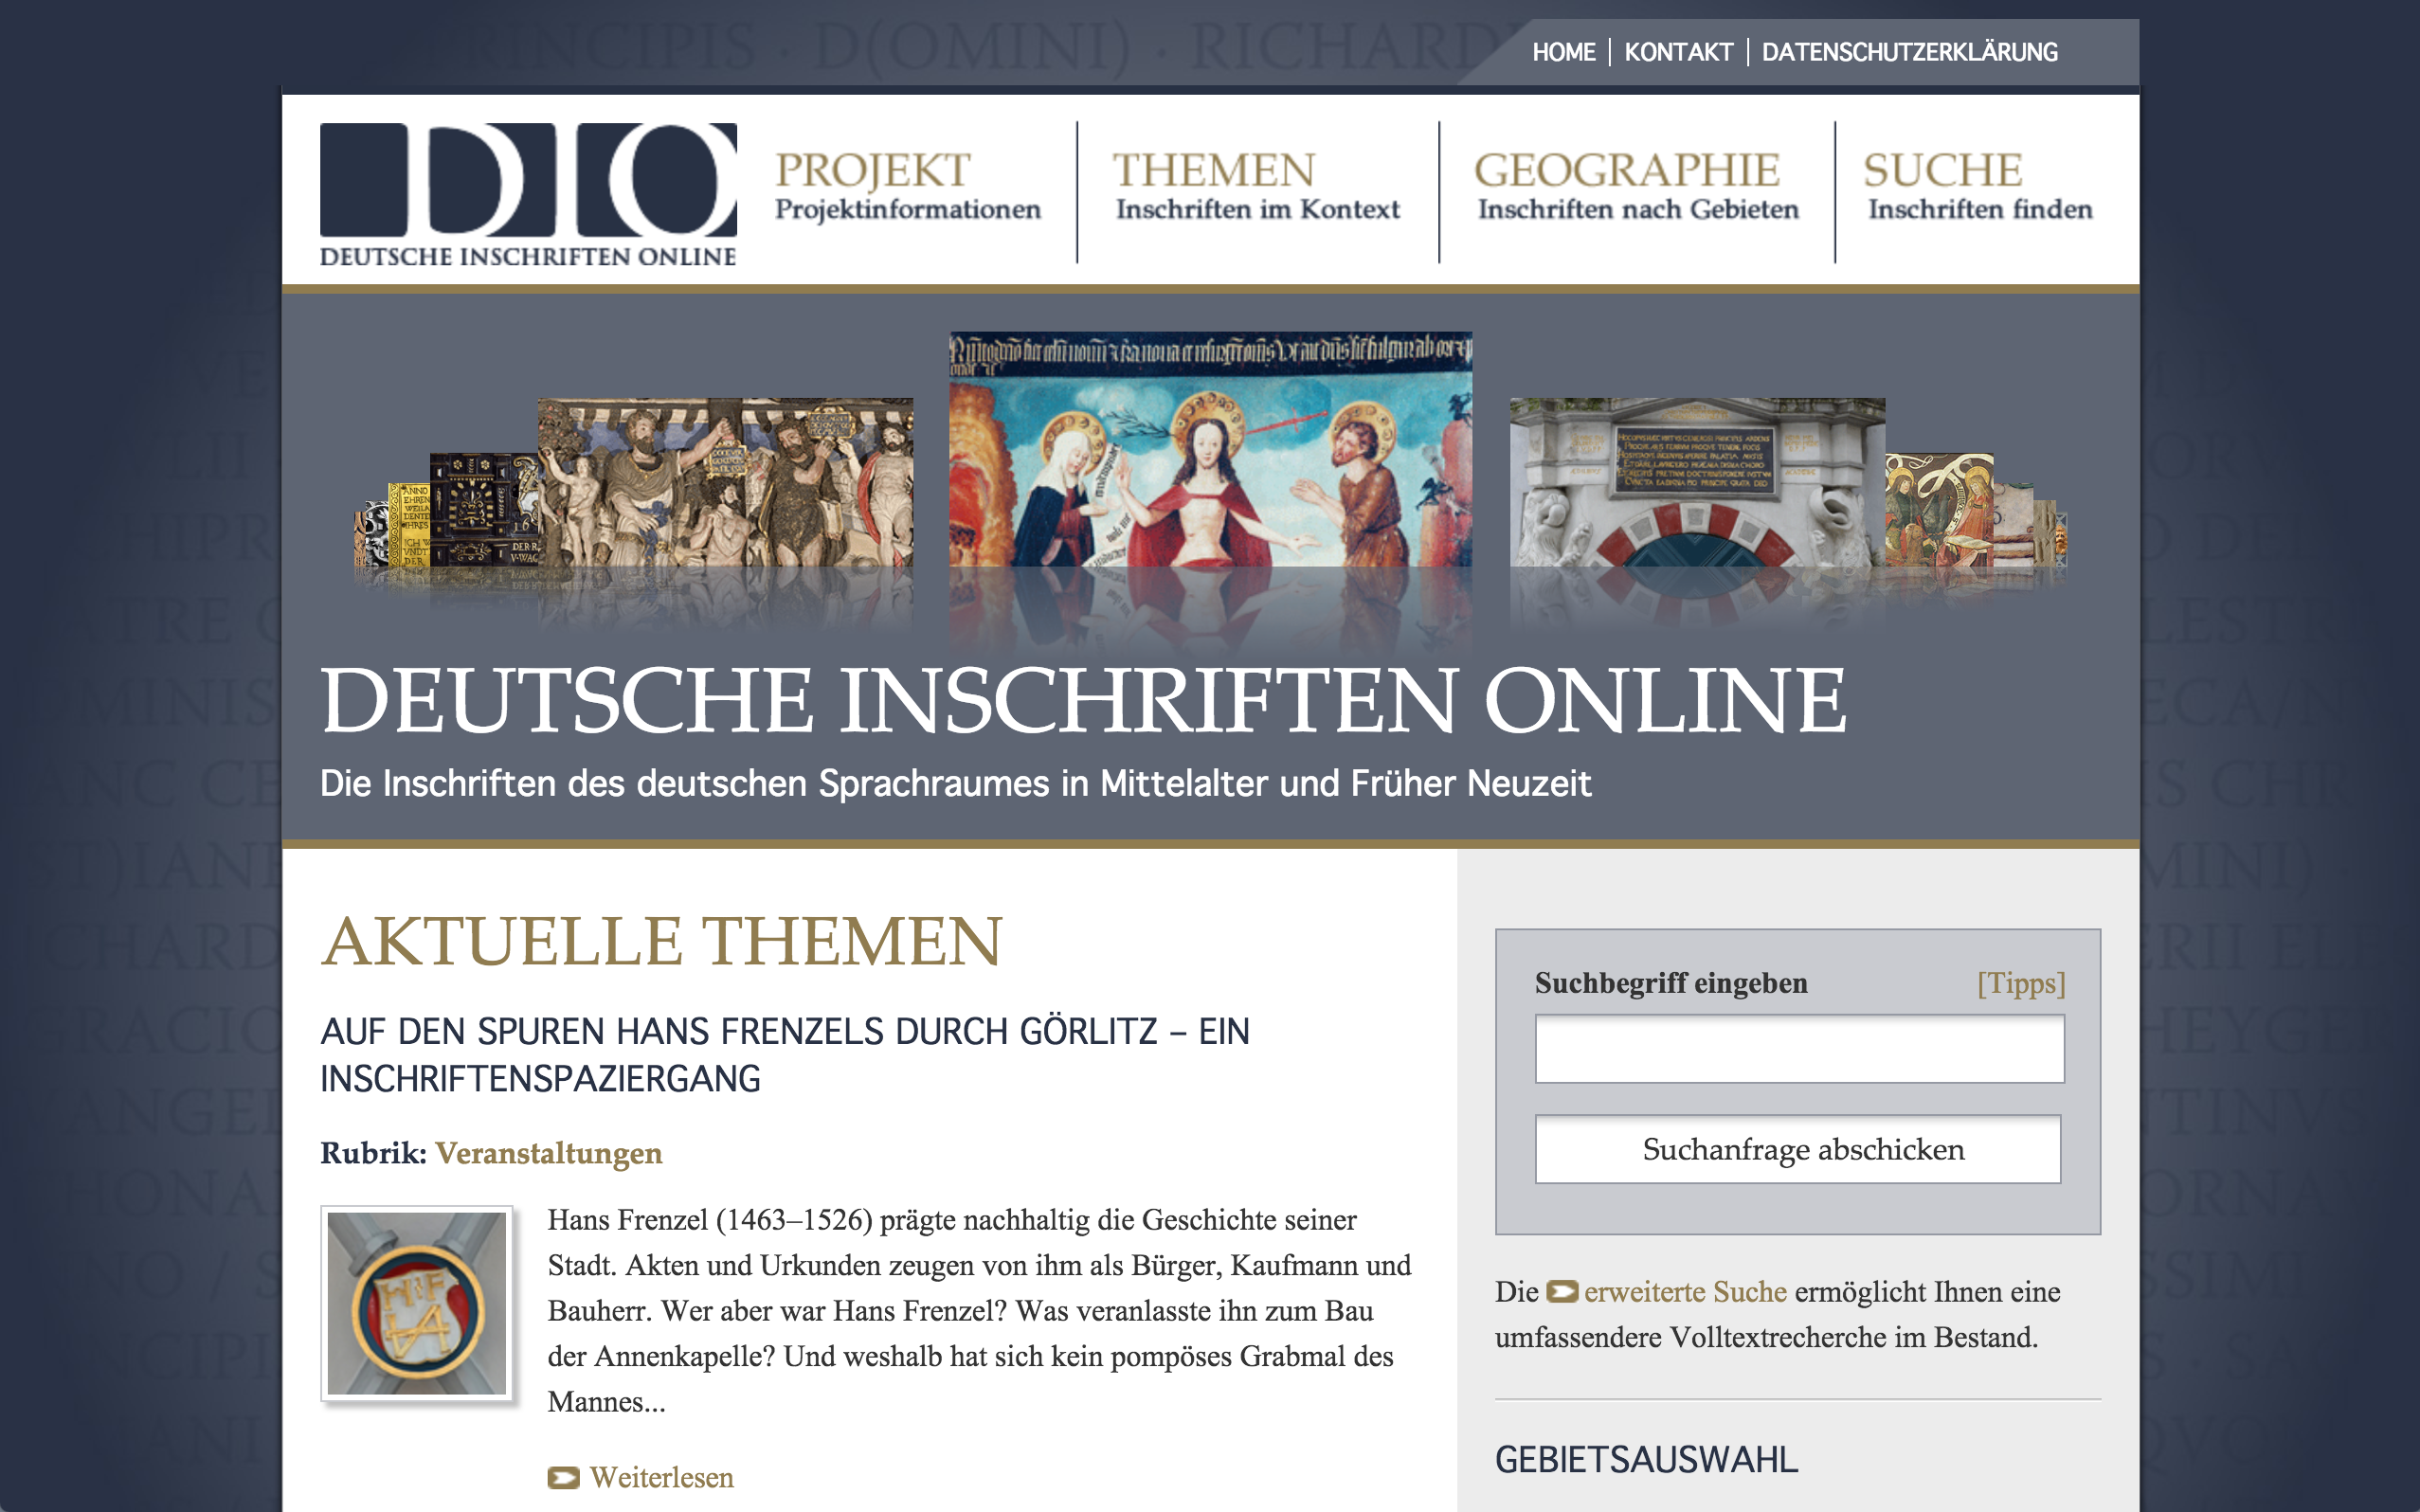 RINCIPIS · D(OMINI) · RICHARD
HOME | KONTAKT | DATENSCHUTZERKLÄRUNG
DIO
DEUTSCHE INSCHRIFTEN ONLINE
PROJEKT
Projektinformationen
THEMEN
Inschriften im Kontext
GEOGRAPHIE
Inschriften nach Gebieten
SUCHE
Inschriften finden
DEUTSCHE INSCHRIFTEN ONLINE
Die Inschriften des deutschen Sprachraumes in Mittelalter und Früher Neuzeit
AKTUELLE THEMEN
AUF DEN SPUREN HANS FRENZELS DURCH GÖRLITZ – EIN
INSCHRIFTENSPAZIERGANG
Rubrik: Veranstaltungen
Hans Frenzel (1463–1526) prägte nachhaltig die Geschichte seiner
Stadt. Akten und Urkunden zeugen von ihm als Bürger, Kaufmann und
Bauherr. Wer aber war Hans Frenzel? Was veranlasste ihn zum Bau
der Annenkapelle? Und weshalb hat sich kein pompöses Grabmal des
Mannes...
Weiterlesen
Suchbegriff eingeben [Tipps]
Suchanfrage abschicken
Die erweiterte Suche ermöglicht Ihnen eine
umfassendere Volltextrecherche im Bestand.
GEBIETSAUSWAHL